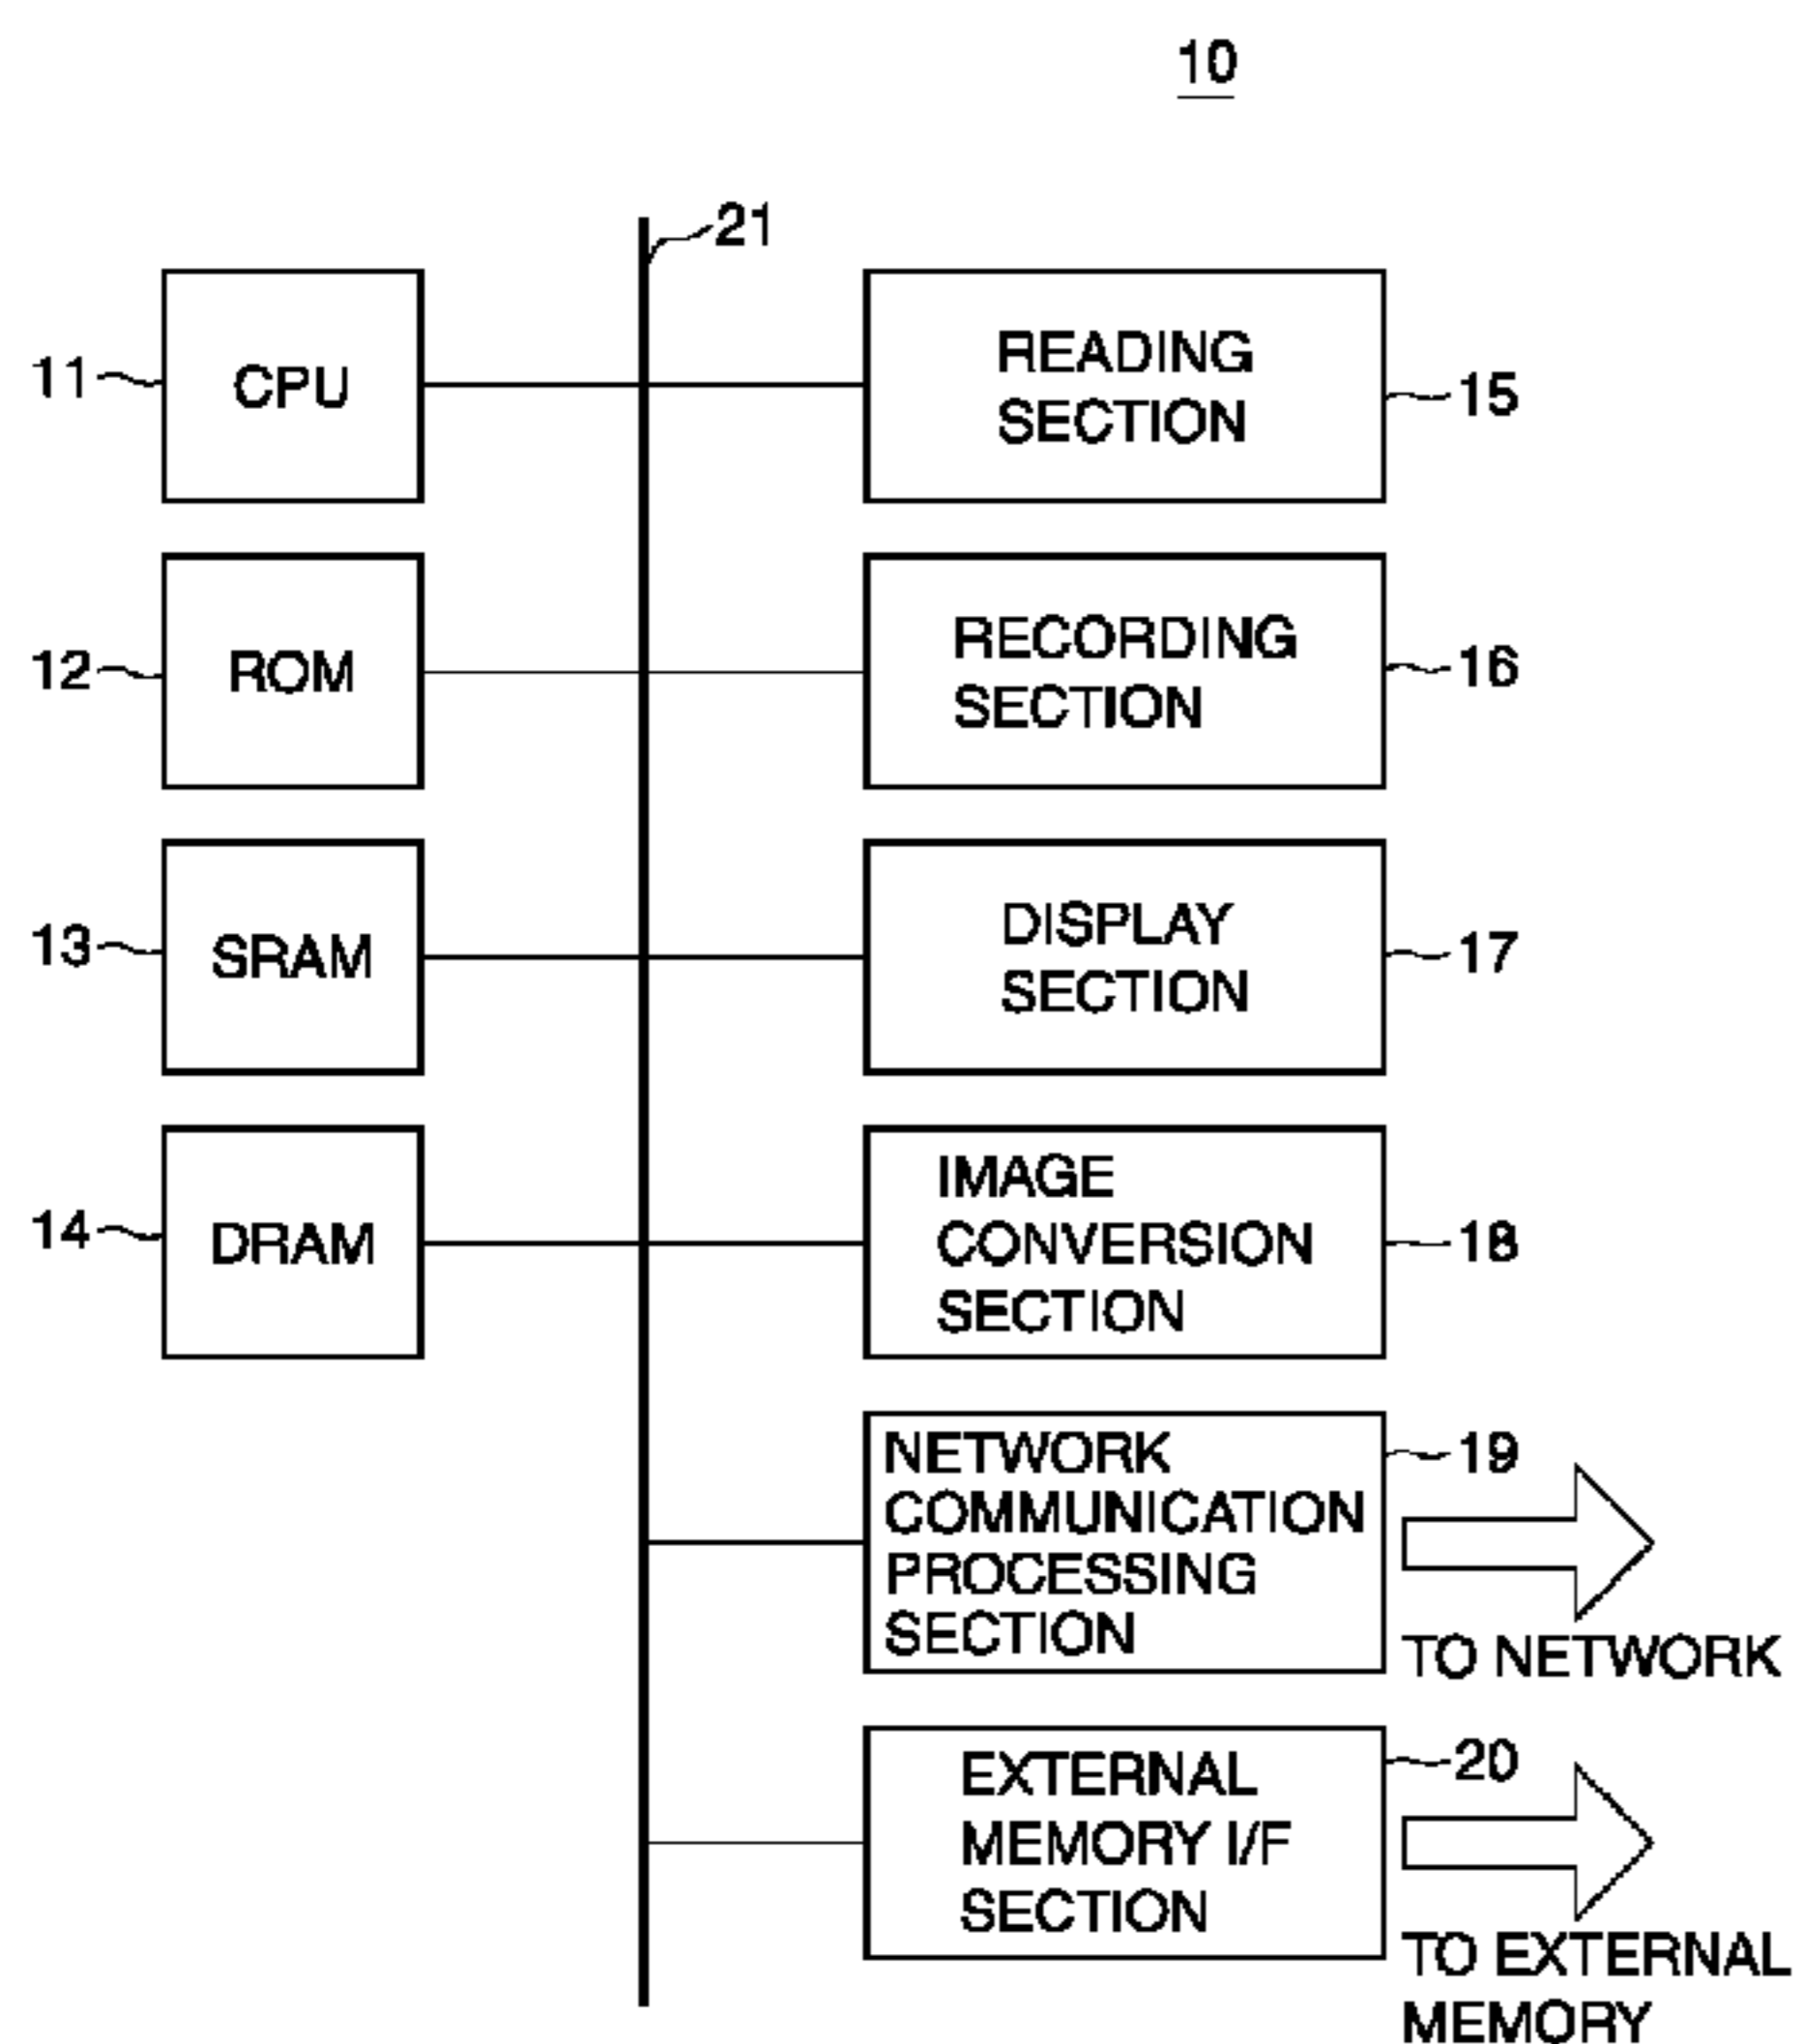 10
21
11
CPU
READING
SECTION
15
12
ROM
RECORDING
SECTION
16
13
SRAM
DISPLAY
SECTION
17
14
DRAM
IMAGE
CONVERSION
SECTION
18
NETWORK
COMMUNICATION
PROCESSING
SECTION
19
TO NETWORK
EXTERNAL
MEMORY I/F
SECTION
20
TO EXTERNAL
MEMORY